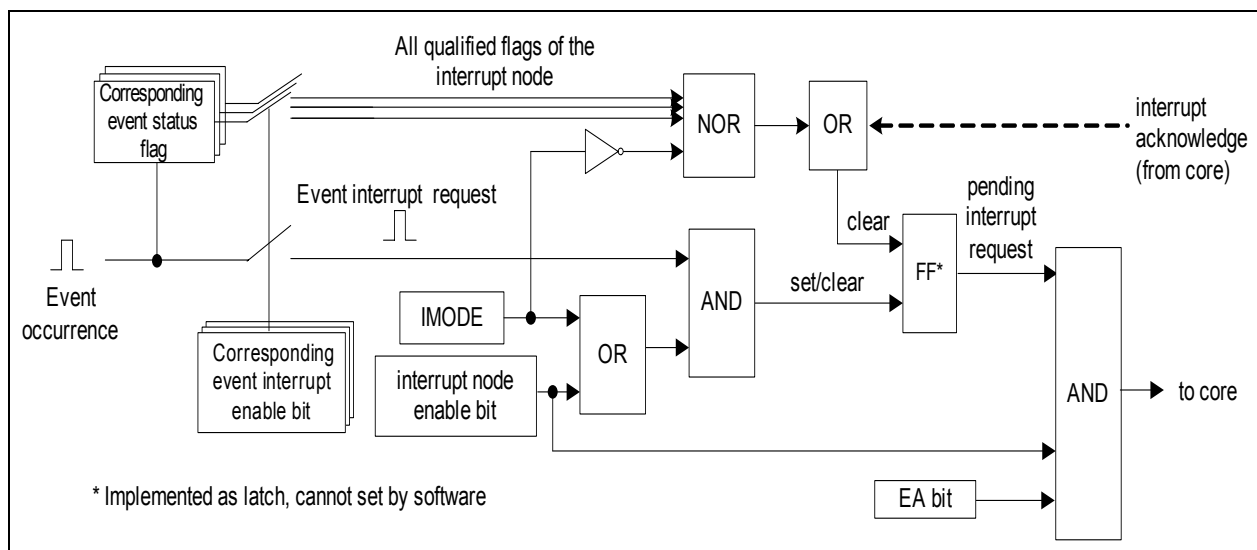 All qualified flags of the
interrupt node
Corresponding
event status
flag
NOR
OR
interrupt
acknowledge
(from core)
Event interrupt request
pending
interrupt
request
clear
FF*
Event
occurrence
AND
set/clear
IMODE
OR
Corresponding
event interrupt
enable bit
interrupt node
enable bit
AND
to core
* Implemented as latch, cannot set by software
EA bit